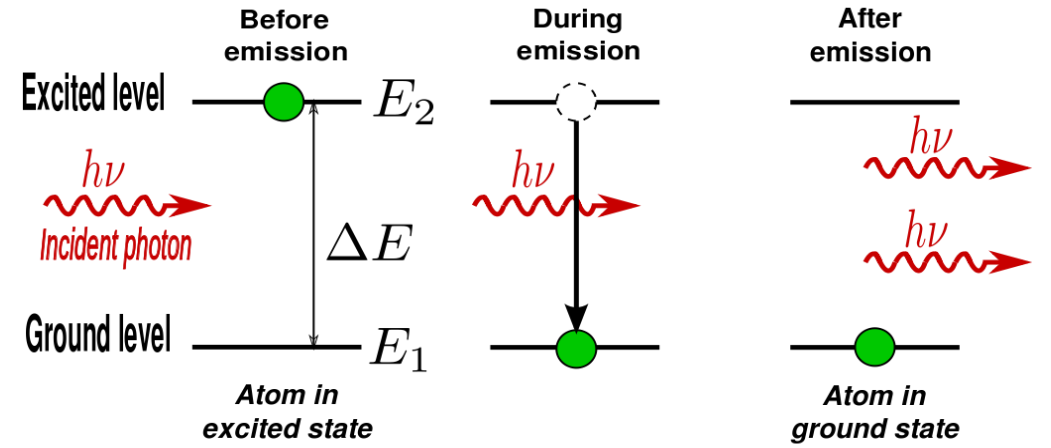 Before
emission
During
emission
After
emission
Excited level
E₂
hν
Incident photon
ΔE
hν
hν
hν
Ground level
E₁
Atom in
excited state
Atom in
ground state